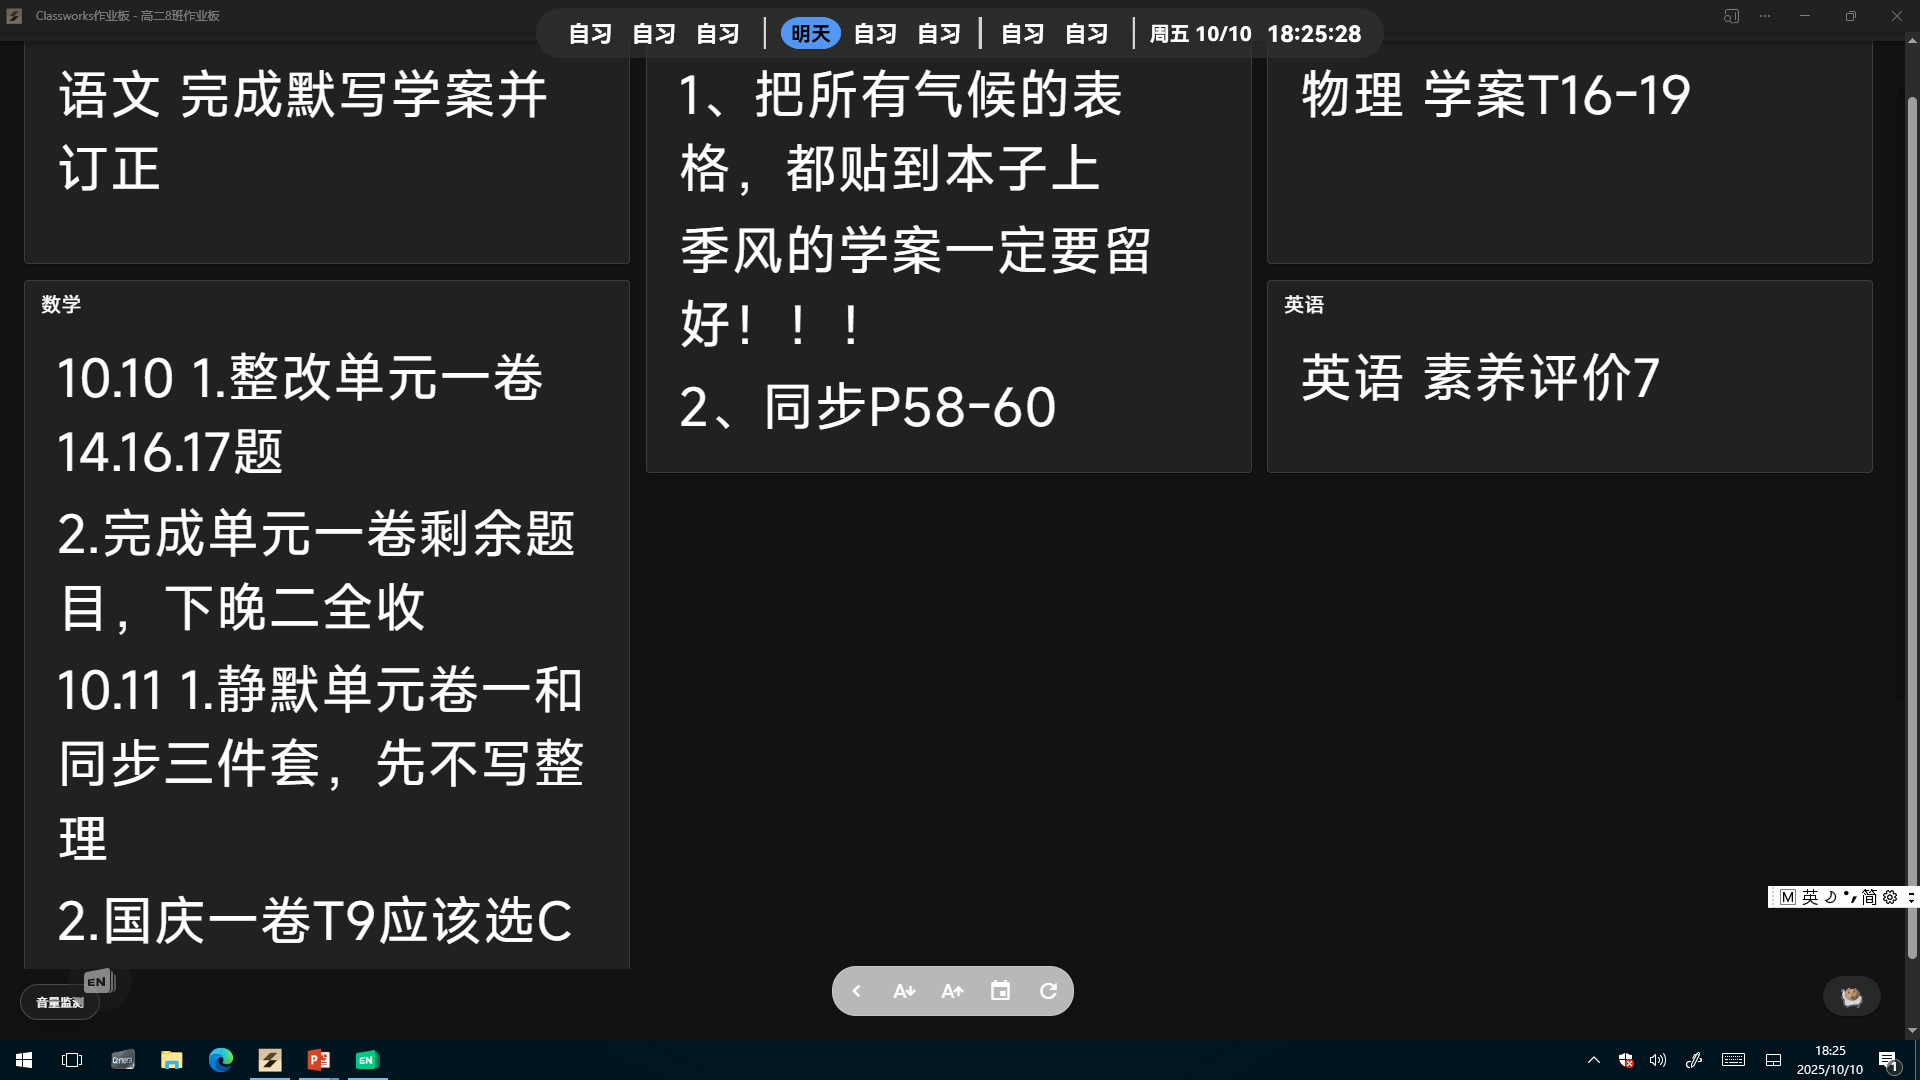 Classworks作业板 - 高二8班作业板
自习 自习 自习 | 明天 自习 自习 | 自习 自习 | 周五 10/10 18:25:28
语文 完成默写学案并
订正
数学
10.10 1.整改单元一卷
14.16.17题
2.完成单元一卷剩余题
目，下晚二全收
10.11 1.静默单元卷一和
同步三件套，先不写整
理
2.国庆一卷T9应该选C
1、把所有气候的表
格，都贴到本子上
季风的学案一定要留
好！！！
2、同步P58-60
物理 学案T16-19
英语
英语 素养评价7
M 英 简
EN
音量监测
A A
EN
18:25
2025/10/10
1